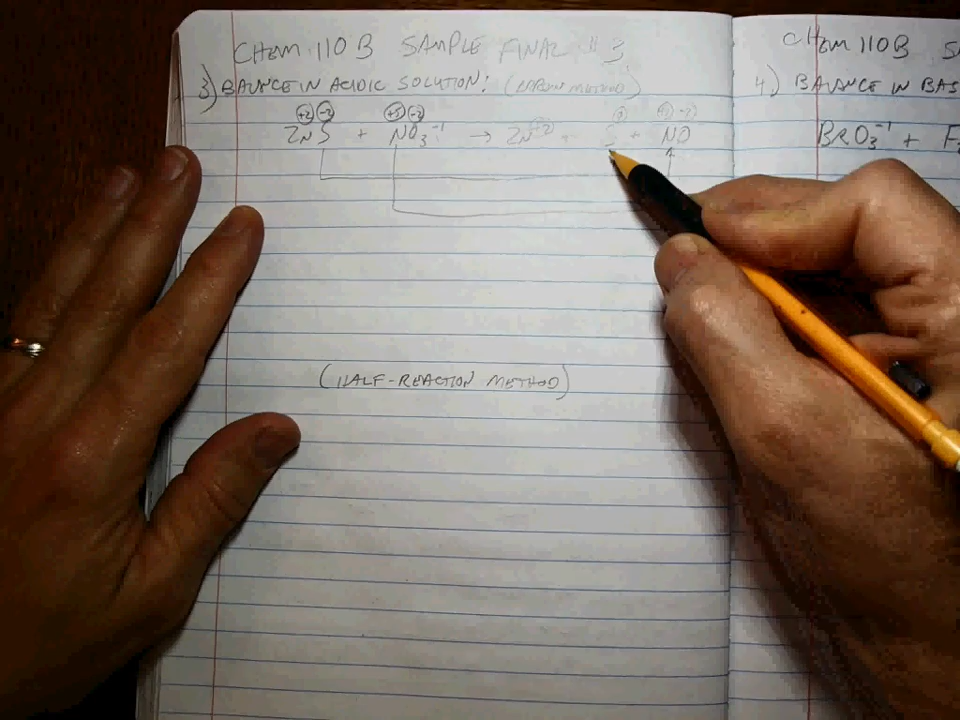 CHEM 110B SAMPLE FINAL #3
3) BALANCE IN ACIDIC SOLUTION: ( METHOD)
+2 -2 +5 -2 +2 0 +2 -2
ZnS + NO₃⁻¹ → Zn⁺² + S + NO
(HALF-REACTION METHOD)
CHEM 110B S
4) BALANCE IN BAS
BrO₃⁻¹ + F